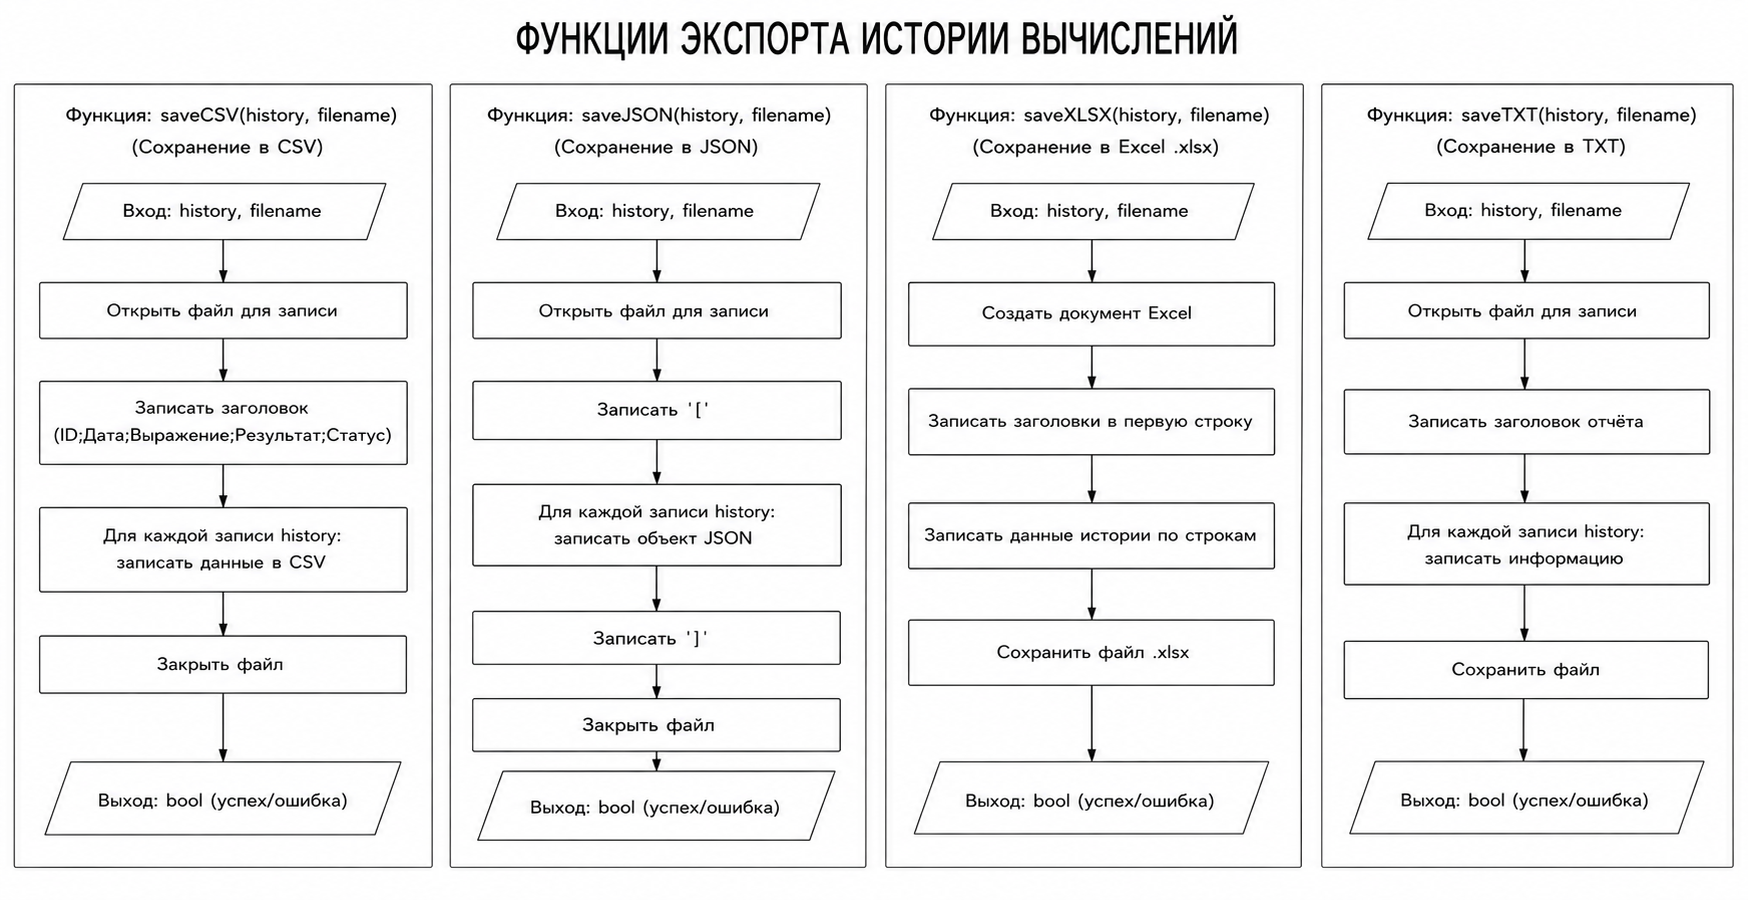 ФУНКЦИИ ЭКСПОРТА ИСТОРИИ ВЫЧИСЛЕНИЙ
Функция: saveCSV(history, filename)
(Сохранение в CSV)
Вход: history, filename
Открыть файл для записи
Записать заголовок
(ID;Дата;Выражение;Результат;Статус)
Для каждой записи history:
записать данные в CSV
Закрыть файл
Выход: bool (успех/ошибка)
Функция: saveJSON(history, filename)
(Сохранение в JSON)
Вход: history, filename
Открыть файл для записи
Записать '['
Для каждой записи history:
записать объект JSON
Записать ']'
Закрыть файл
Выход: bool (успех/ошибка)
Функция: saveXLSX(history, filename)
(Сохранение в Excel .xlsx)
Вход: history, filename
Создать документ Excel
Записать заголовки в первую строку
Записать данные истории по строкам
Сохранить файл .xlsx
Выход: bool (успех/ошибка)
Функция: saveTXT(history, filename)
(Сохранение в TXT)
Вход: history, filename
Открыть файл для записи
Записать заголовок отчёта
Для каждой записи history:
записать информацию
Сохранить файл
Выход: bool (успех/ошибка)